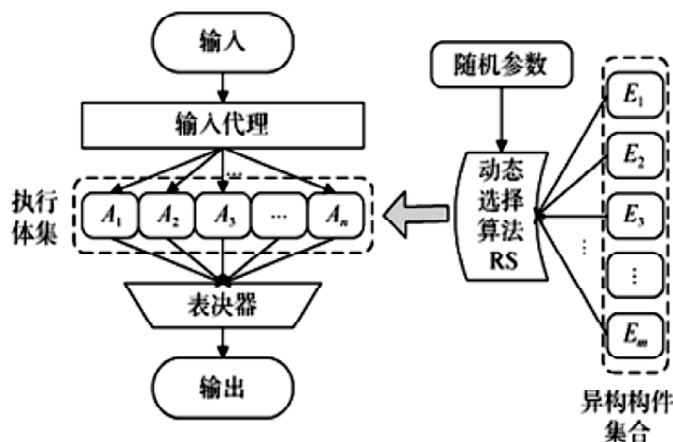 输入
输入代理
...
执行
体集
A1 A2 A3 ... An
表决器
输出
随机参数
动态
选择
算法
RS
E1
E2
E3
...
⋮
Em
异构构件
集合